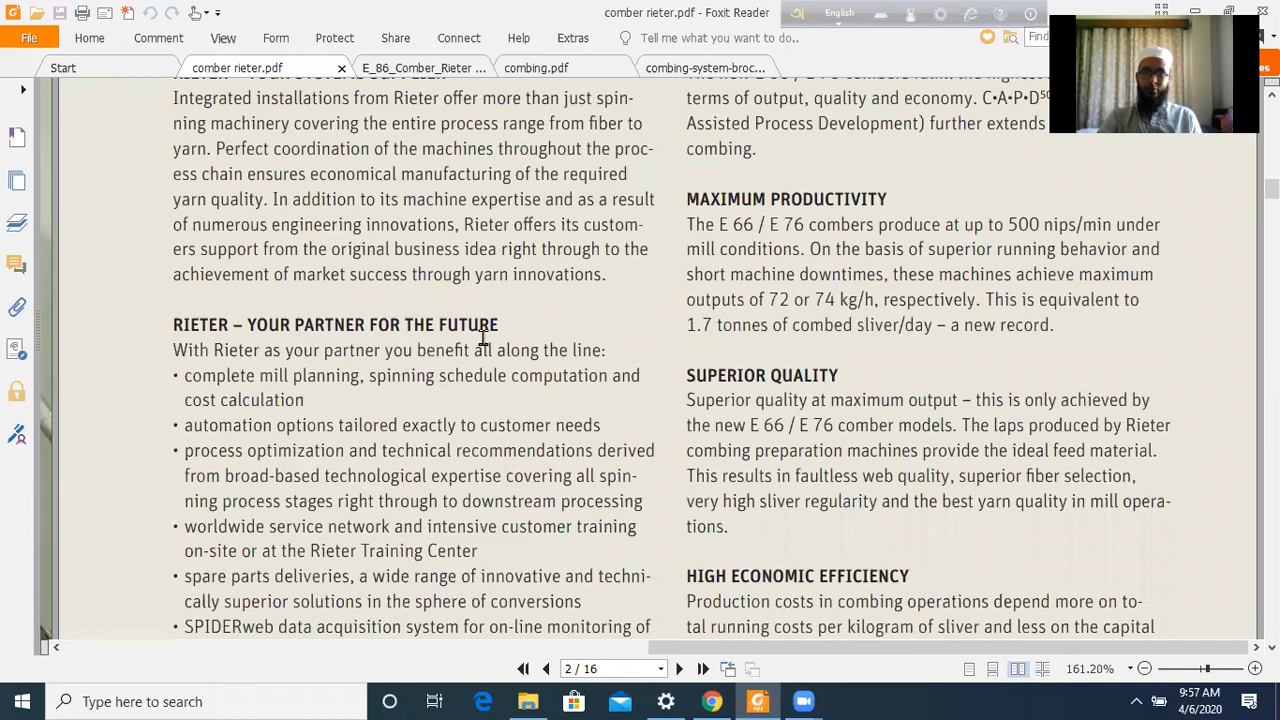 comber rieter.pdf - Foxit Reader
English
File
Home
Comment
View
Form
Protect
Share
Connect
Help
Extras
Tell me what you want to do..
Find
Start
comber rieter.pdf
E_86_Comber_Rieter ...
combing.pdf
combing-system-broc...
Integrated installations from Rieter offer more than just spin-
ning machinery covering the entire process range from fiber to
yarn. Perfect coordination of the machines throughout the proc-
ess chain ensures economical manufacturing of the required
yarn quality. In addition to its machine expertise and as a result
of numerous engineering innovations, Rieter offers its custom-
ers support from the original business idea right through to the
achievement of market success through yarn innovations.
RIETER – YOUR PARTNER FOR THE FUTURE
With Rieter as your partner you benefit all along the line:
• complete mill planning, spinning schedule computation and
cost calculation
• automation options tailored exactly to customer needs
• process optimization and technical recommendations derived
from broad-based technological expertise covering all spin-
ning process stages right through to downstream processing
• worldwide service network and intensive customer training
on-site or at the Rieter Training Center
• spare parts deliveries, a wide range of innovative and techni-
cally superior solutions in the sphere of conversions
• SPIDERweb data acquisition system for on-line monitoring of
terms of output, quality and economy. C•A•P•D
Assisted Process Development) further extends
combing.
MAXIMUM PRODUCTIVITY
The E 66 / E 76 combers produce at up to 500 nips/min under
mill conditions. On the basis of superior running behavior and
short machine downtimes, these machines achieve maximum
outputs of 72 or 74 kg/h, respectively. This is equivalent to
1.7 tonnes of combed sliver/day – a new record.
SUPERIOR QUALITY
Superior quality at maximum output – this is only achieved by
the new E 66 / E 76 comber models. The laps produced by Rieter
combing preparation machines provide the ideal feed material.
This results in faultless web quality, superior fiber selection,
very high sliver regularity and the best yarn quality in mill opera-
tions.
HIGH ECONOMIC EFFICIENCY
Production costs in combing operations depend more on to-
tal running costs per kilogram of sliver and less on the capital
2 / 16
161.20%
Type here to search
9:57 AM
4/6/2020